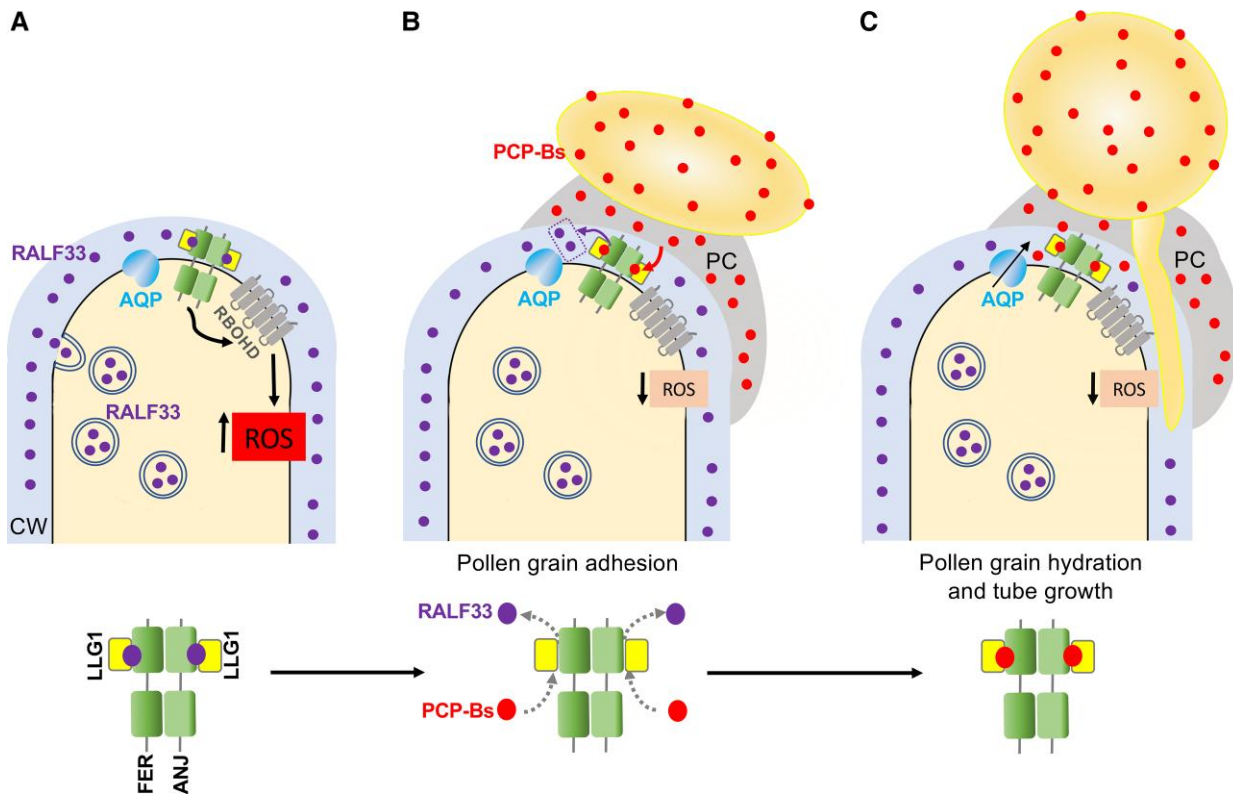 A
RALF33
AQP
RBOHD
RALF33
ROS
CW
B
PCP-Bs
AQP
PC
ROS
Pollen grain adhesion
C
AQP
PC
ROS
Pollen grain hydration
and tube growth
LLG1
LLG1
FER
ANJ
RALF33
PCP-Bs